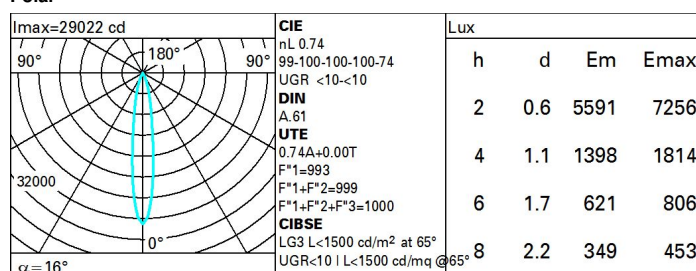 Imax=29022 cd
90° 180° 90°
32000
0°
α=16°
CIE
nL 0.74
99-100-100-100-74
UGR <10-<10
DIN
A.61
UTE
0.74A+0.00T
F"1=993
F"1+F"2=999
F"1+F"2+F"3=1000
CIBSE
LG3 L<1500 cd/m² at 65°
UGR<10 | L<1500 cd/mq @65°
Lux
h d Em Emax
2 0.6 5591 7256
4 1.1 1398 1814
6 1.7 621 806
8 2.2 349 453